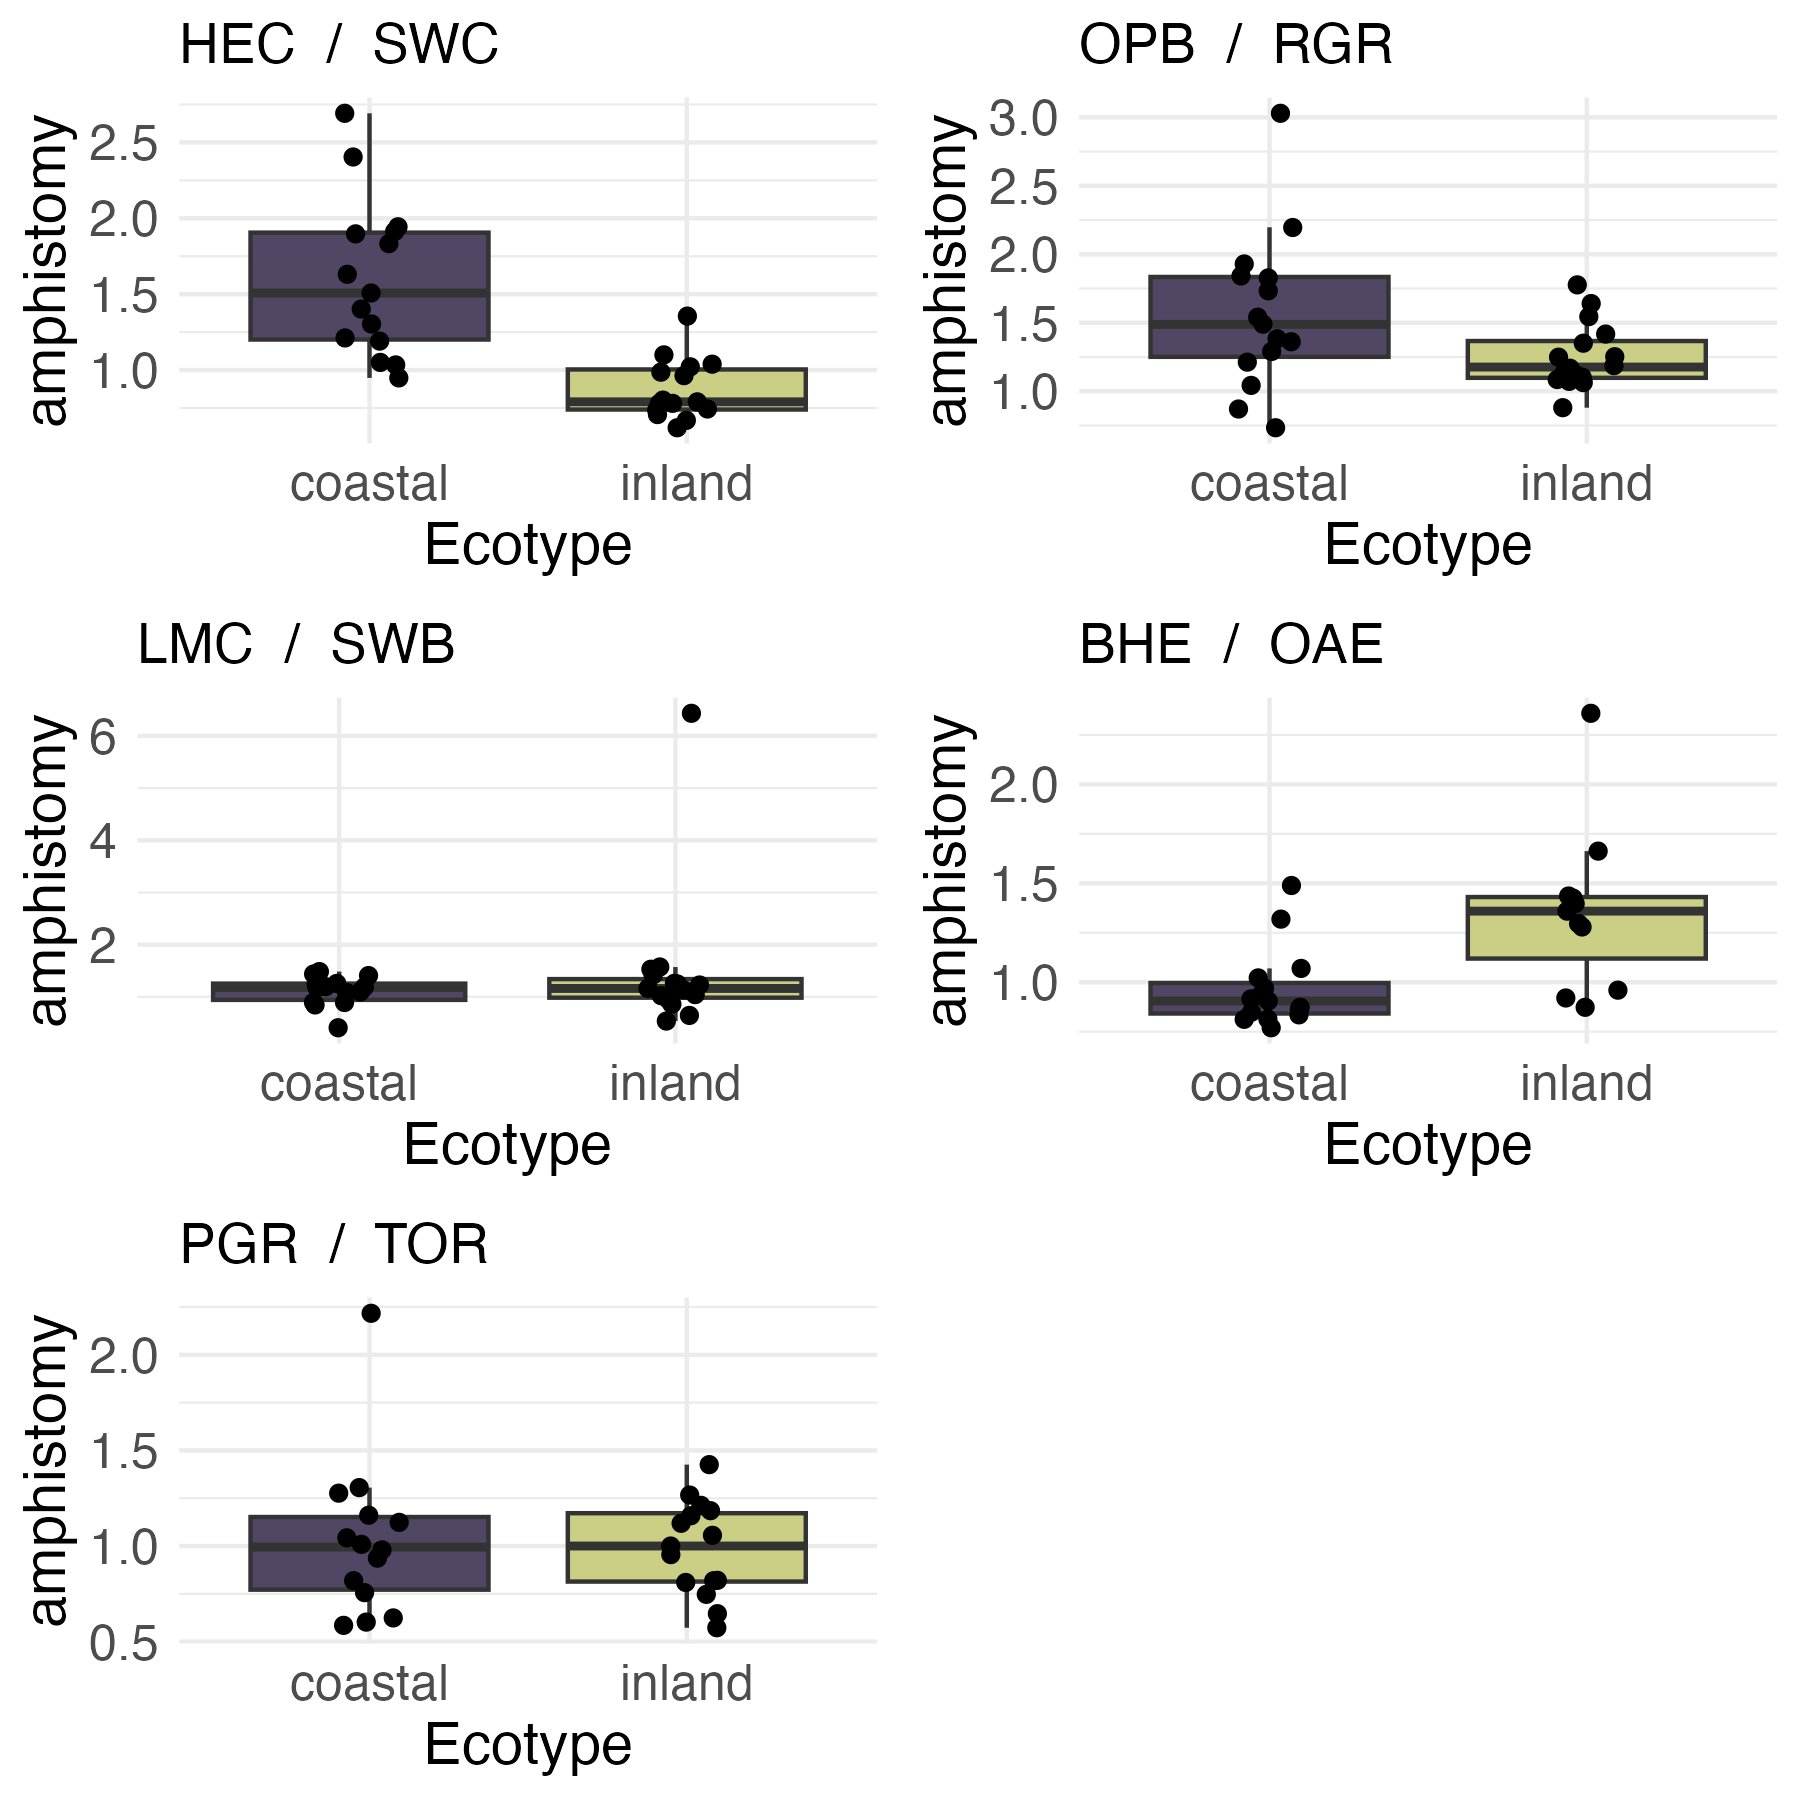 HEC / SWC
amphistomy
2.5
2.0
1.5
1.0
coastal inland
Ecotype
OPB / RGR
amphistomy
3.0
2.5
2.0
1.5
1.0
coastal inland
Ecotype
LMC / SWB
amphistomy
6
4
2
coastal inland
Ecotype
BHE / OAE
amphistomy
2.0
1.5
1.0
coastal inland
Ecotype
PGR / TOR
amphistomy
2.0
1.5
1.0
0.5
coastal inland
Ecotype